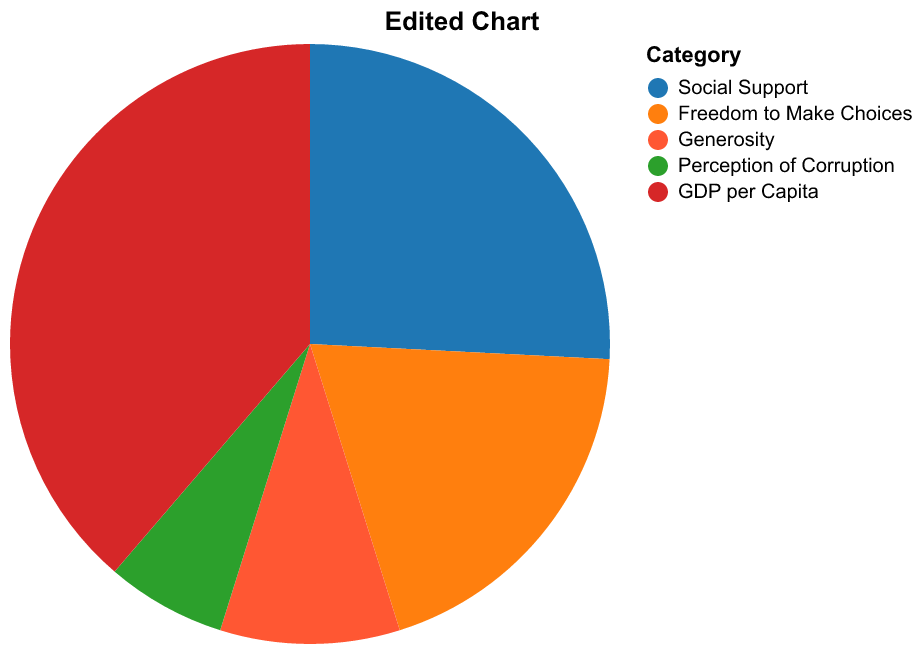 Edited Chart
Category
Social Support
Freedom to Make Choices
Generosity
Perception of Corruption
GDP per Capita